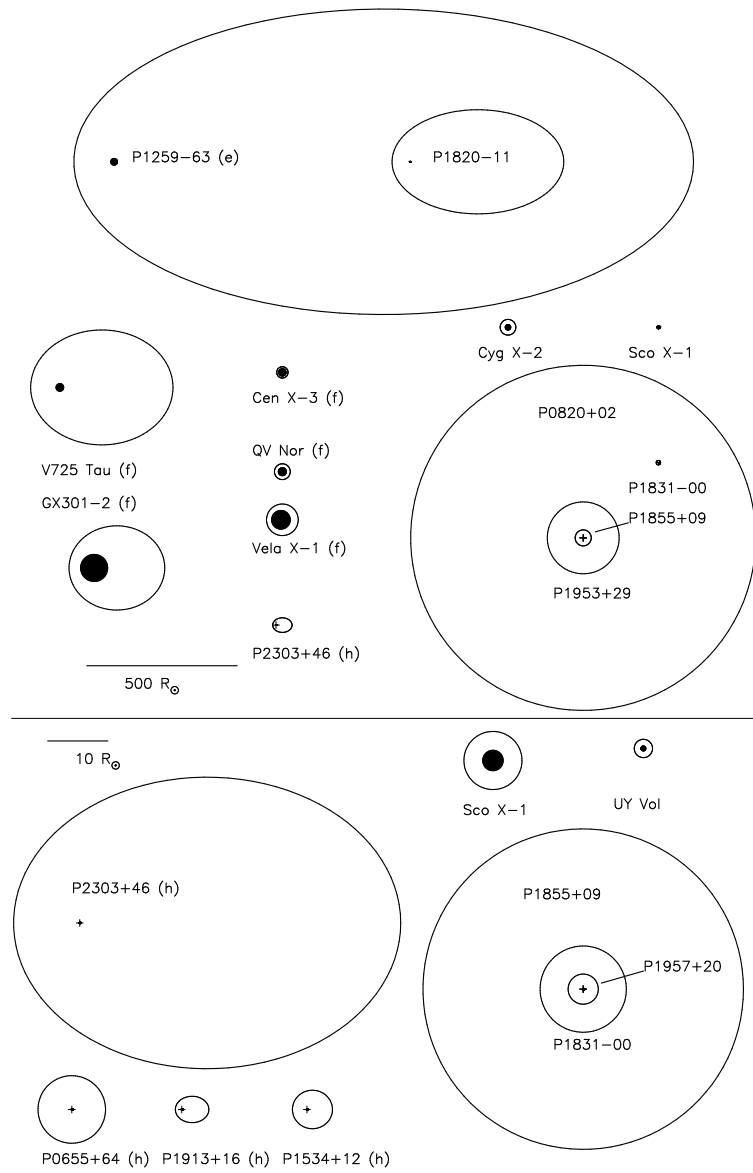 P1259−63 (e)
P1820−11
Cyg X−2
Sco X−1
Cen X−3 (f)
P0820+02
QV Nor (f)
V725 Tau (f)
P1831−00
GX301−2 (f)
P1855+09
Vela X−1 (f)
P1953+29
P2303+46 (h)
500 R⊙
10 R⊙
Sco X−1
UY Vol
P2303+46 (h)
P1855+09
P1957+20
P1831−00
P0655+64 (h)
P1913+16 (h)
P1534+12 (h)